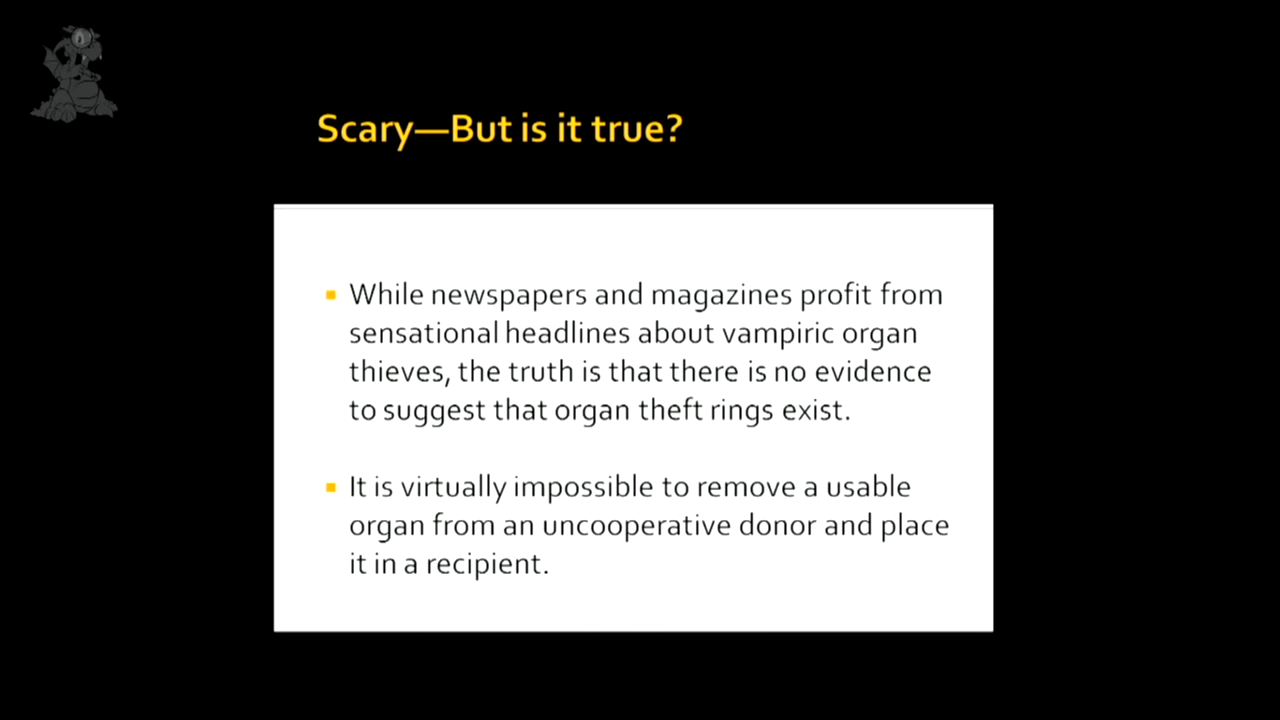 Scary—But is it true?
While newspapers and magazines profit from
sensational headlines about vampiric organ
thieves, the truth is that there is no evidence
to suggest that organ theft rings exist.
It is virtually impossible to remove a usable
organ from an uncooperative donor and place
it in a recipient.